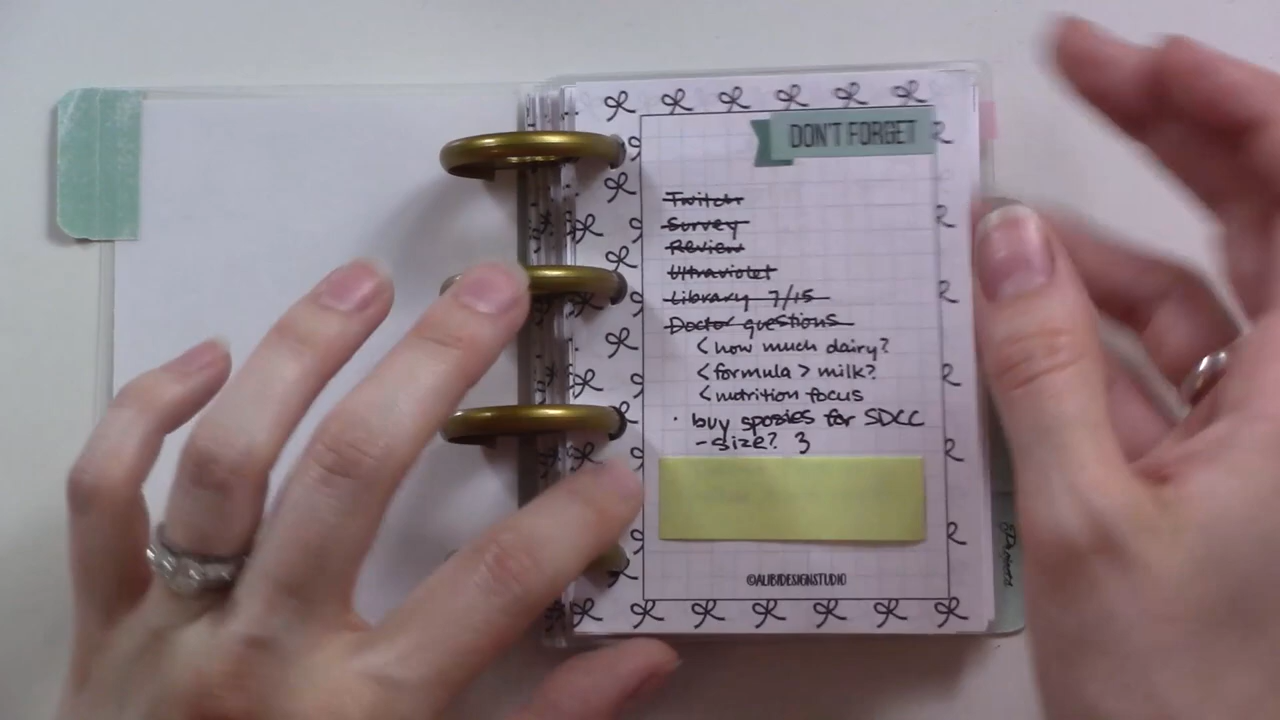 DON'T FORGET
Twitch
Survey
Review
Ultraviolet
Library 7/15
Doctor questions
< how much dairy?
< formula > milk?
< nutrition focus
· buy sposies for SDCC
- size? 3
©ALIBIDESIGNSTUDIO